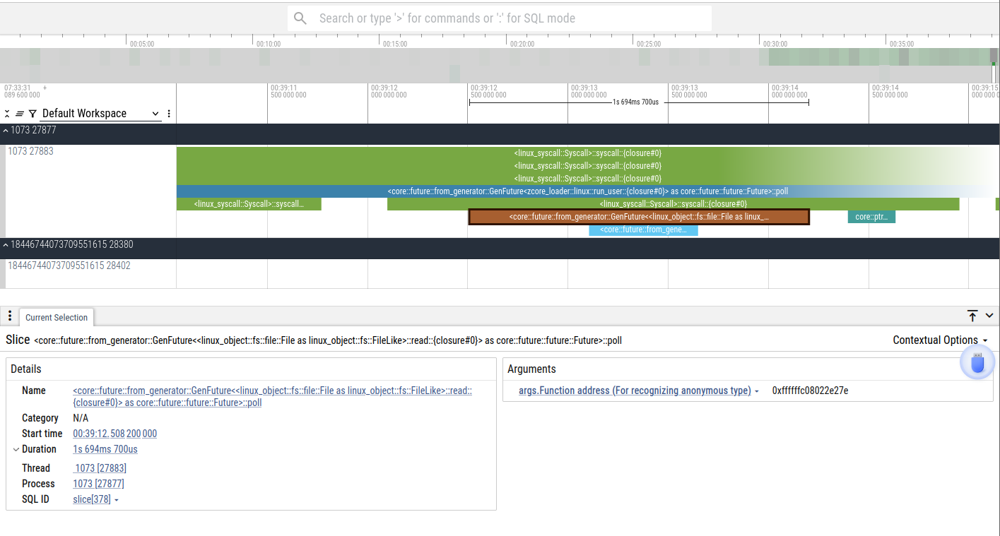 Search or type '>' for commands or ':' for SQL mode
00:05:00 00:10:00 00:15:00 00:20:00 00:25:00 00:30:00 00:35:00
07:33:31 + 00:39:11 00:39:12 00:39:12 00:39:13 00:39:13 00:39:14 00:39:14 00:39:15
089 600 000 500 000 000 000 000 000 500 000 000 000 000 000 500 000 000 000 000 000 500 000 000 000 000 0
1s 694ms 700us
Default Workspace
1073 27877
1073 27883
<linux_syscall::Syscall>::syscall::{closure#0}
<linux_syscall::Syscall>::syscall::{closure#0}
<linux_syscall::Syscall>::syscall::{closure#0}
<core::future::from_generator::GenFuture<zcore_loader::linux::run_user::{closure#0}> as core::future::future::Future>::poll
<linux_syscall::Syscall>::syscall... <linux_syscall::Syscall>::syscall::{closure#0}
<core::future::from_generator::GenFuture<<linux_object::fs::file::File as linux_... core::ptr...
<core::future::from_gene...
18446744073709551615 28380
18446744073709551615 28402
Current Selection
Slice <core::future::from_generator::GenFuture<<linux_object::fs::file::File as linux_object::fs::FileLike>::read::{closure#0}> as core::future::future::Future>::poll
Contextual Options
Details
Name <core::future::from_generator::GenFuture<<linux_object::fs::file::File as linux_object::fs::FileLike>::read::
{closure#0}> as core::future::future::Future>::poll
Category N/A
Start time 00:39:12.508 200 000
Duration 1s 694ms 700us
Thread 1073 [27883]
Process 1073 [27877]
SQL ID slice[378]
Arguments
args.Function address (For recognizing anonymous type) 0xffffffc08022e27e